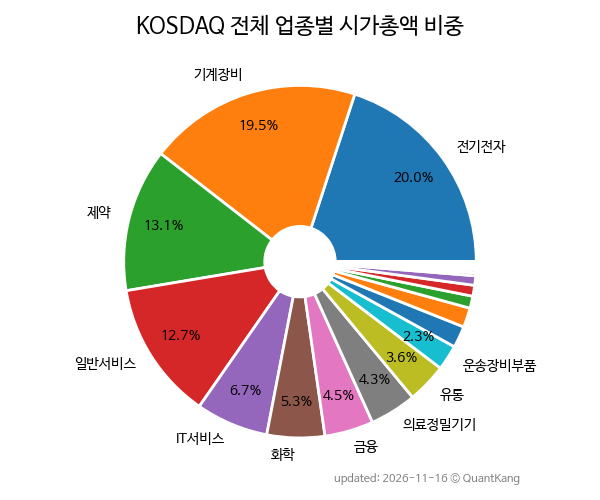 KOSDAQ 전체 업종별 시가총액 비중
기계장비
전기전자
19.5%
20.0%
제약
13.1%
12.7%
일반서비스
2.3%
3.6%
운송장비부품
4.3%
6.7%
4.5%
유통
5.3%
의료정밀기기
IT서비스
금융
화학
updated: 2026-11-16 © QuantKang